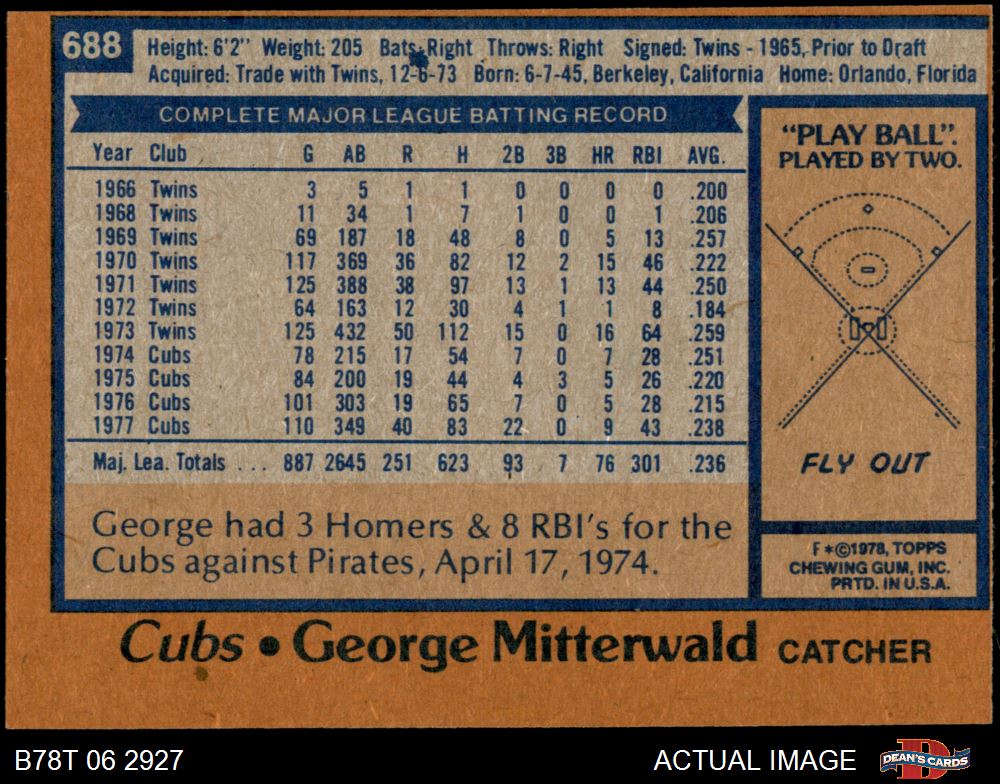 688
Height: 6'2" Weight: 205 Bats: Right Throws: Right Signed: Twins - 1965, Prior to Draft
Acquired: Trade with Twins, 12-6-73 Born: 6-7-45, Berkeley, California Home: Orlando, Florida
COMPLETE MAJOR LEAGUE BATTING RECORD
Year Club G AB R H 2B 3B HR RBI AVG.
1966 Twins 3 5 1 1 0 0 0 0 .200
1968 Twins 11 34 1 7 1 0 0 1 .206
1969 Twins 69 187 18 48 8 0 5 13 .257
1970 Twins 117 369 36 82 12 2 15 46 .222
1971 Twins 125 388 38 97 13 1 13 44 .250
1972 Twins 64 163 12 30 4 1 1 8 .184
1973 Twins 125 432 50 112 15 0 16 64 .259
1974 Cubs 78 215 17 54 7 0 7 28 .251
1975 Cubs 84 200 19 44 4 3 5 26 .220
1976 Cubs 101 303 19 65 7 0 5 28 .215
1977 Cubs 110 349 40 83 22 0 9 43 .238
Maj. Lea. Totals . . . 887 2645 251 623 93 7 76 301 .236
George had 3 Homers & 8 RBI's for the
Cubs against Pirates, April 17, 1974.
"PLAY BALL".
PLAYED BY TWO.
FLY OUT
F*©1978, TOPPS
CHEWING GUM, INC.
PRTD. IN U.S.A.
Cubs • George Mitterwald CATCHER
B78T 06 2927
ACTUAL IMAGE
D
DEAN'S CARDS